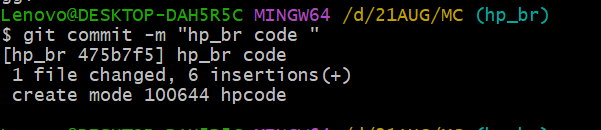 Lenovo@DESKTOP-DAH5R5C MINGW64 /d/21AUG/MC (hp_br)
$ git commit -m "hp_br code "
[hp_br 475b7f5] hp_br code
 1 file changed, 6 insertions(+)
 create mode 100644 hpcode